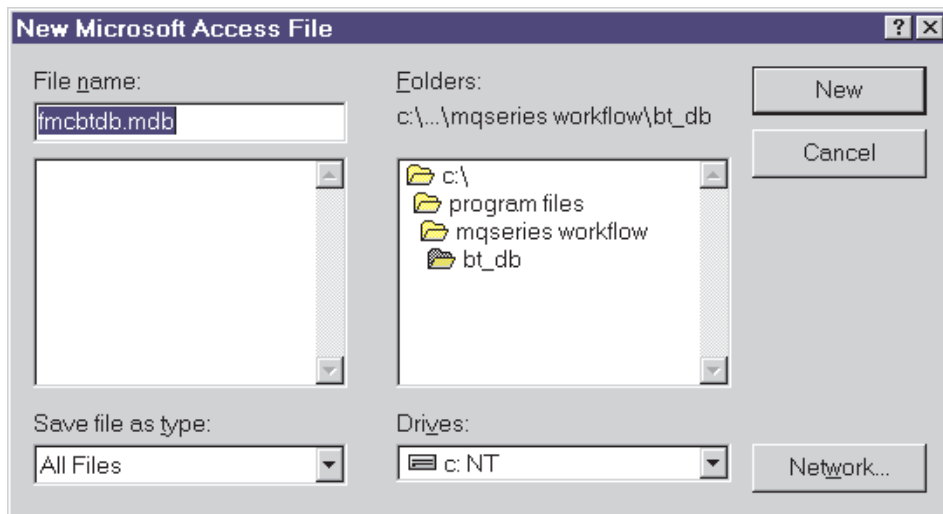 New Microsoft Access File
File name:
fmcbtdb.mdb
Save file as type:
All Files
Folders:
c:\...\mqseries workflow\bt_db
c:\
program files
mqseries workflow
bt_db
Drives:
c: NT
New
Cancel
Network...